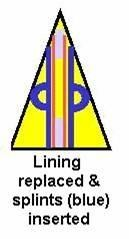 Lining
replaced &
splints (blue)
inserted